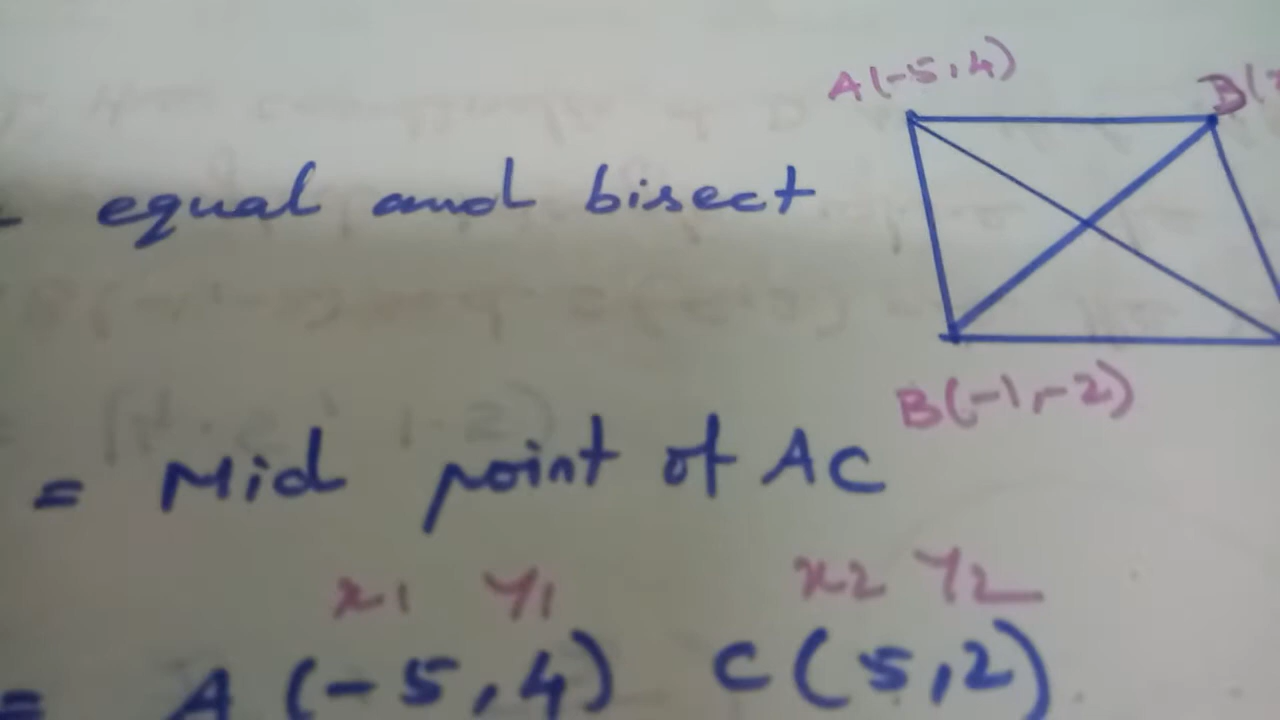 A(-5,4)
B(
equal and bisect
B(-1,-2)
= Mid point of AC
x1 y1 x2 y2
= A (-5,4) C(5,2)